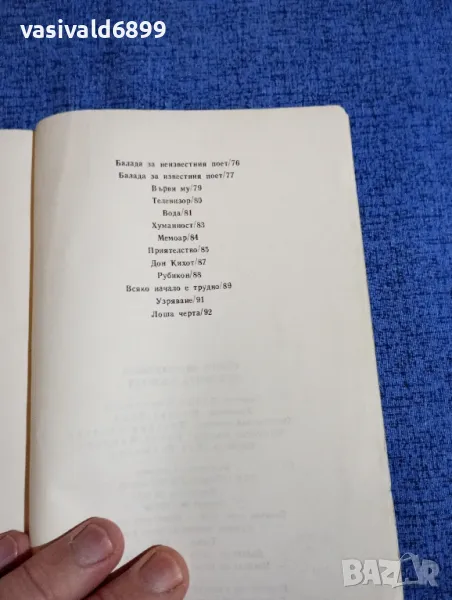 vasivald6899
Балада за неизвестния поет/76
Балада за известния поет/77
Върви му/79
Телевизор/80
Вода/81
Хуманност/83
Мемоар/84
Приятелство/85
Дон Кихот/87
Рубикон/88
Всяко начало е трудно/89
Узряване/91
Лоша черта/92
BAZAR